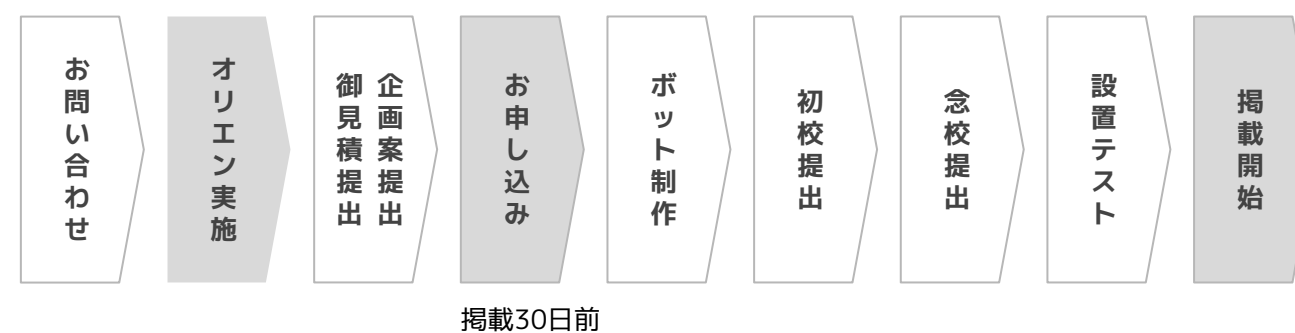 お問い合わせ
オリエン実施
企画案提出
御見積提出
お申し込み
ボット制作
初校提出
念校提出
設置テスト
掲載開始
掲載30日前